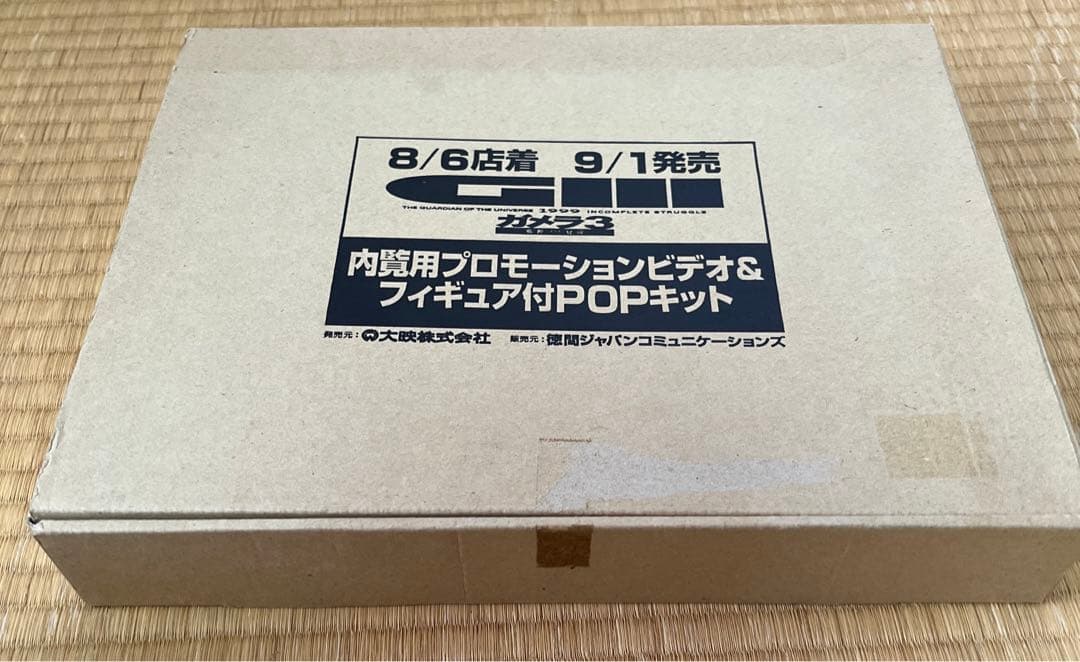 8/6店着 9/1発売
GIII
THE GUARDIAN OF THE UNIVERSE 1999 INCOMPLETE STRUGGLE
ガメラ3
内覧用プロモーションビデオ&
フィギュア付POPキット
発売元:大映株式会社 販売元:徳間ジャパンコミュニケーションズ